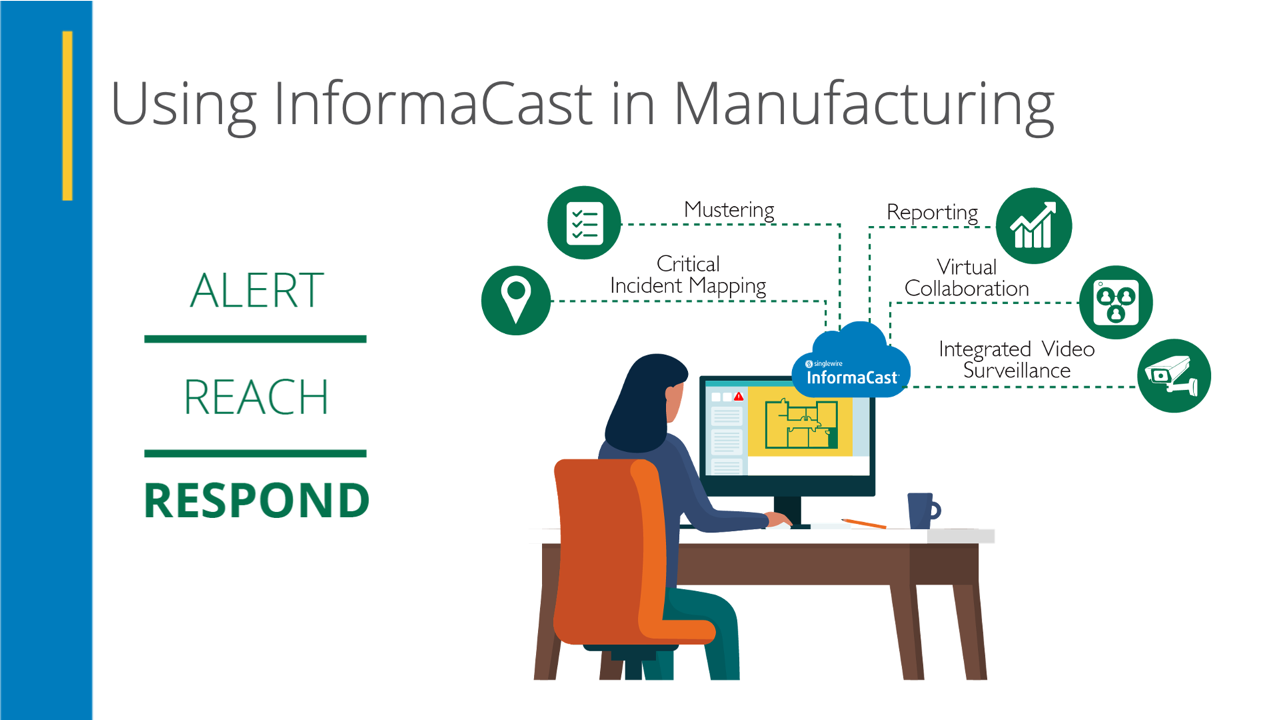 Using InformaCast in Manufacturing
ALERT
REACH
RESPOND
Mustering
Critical
Incident Mapping
Reporting
Virtual
Collaboration
Integrated Video
Surveillance
singlewire
InformaCast